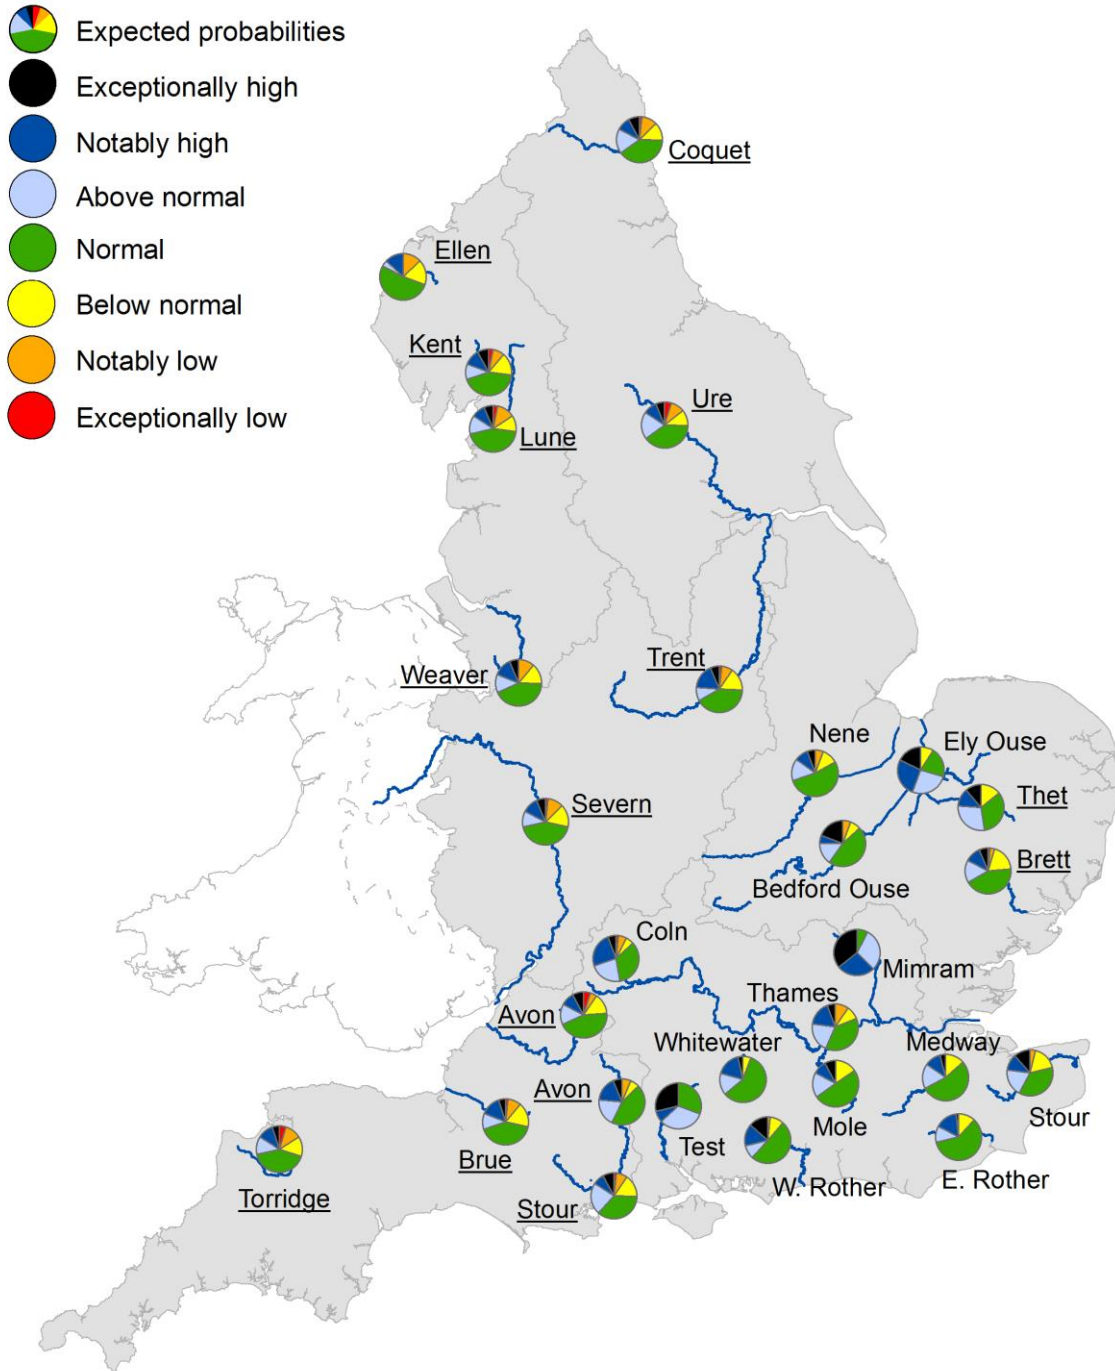 Expected probabilities
Exceptionally high
Notably high
Above normal
Normal
Below normal
Notably low
Exceptionally low
Coquet
Ellen
Kent
Lune
Ure
Weaver
Trent
Nene
Ely Ouse
Thet
Severn
Bedford Ouse
Brett
Coln
Mimram
Avon
Thames
Whitewater
Medway
Avon
Test
Mole
Stour
Brue
W. Rother
E. Rother
Torridge
Stour